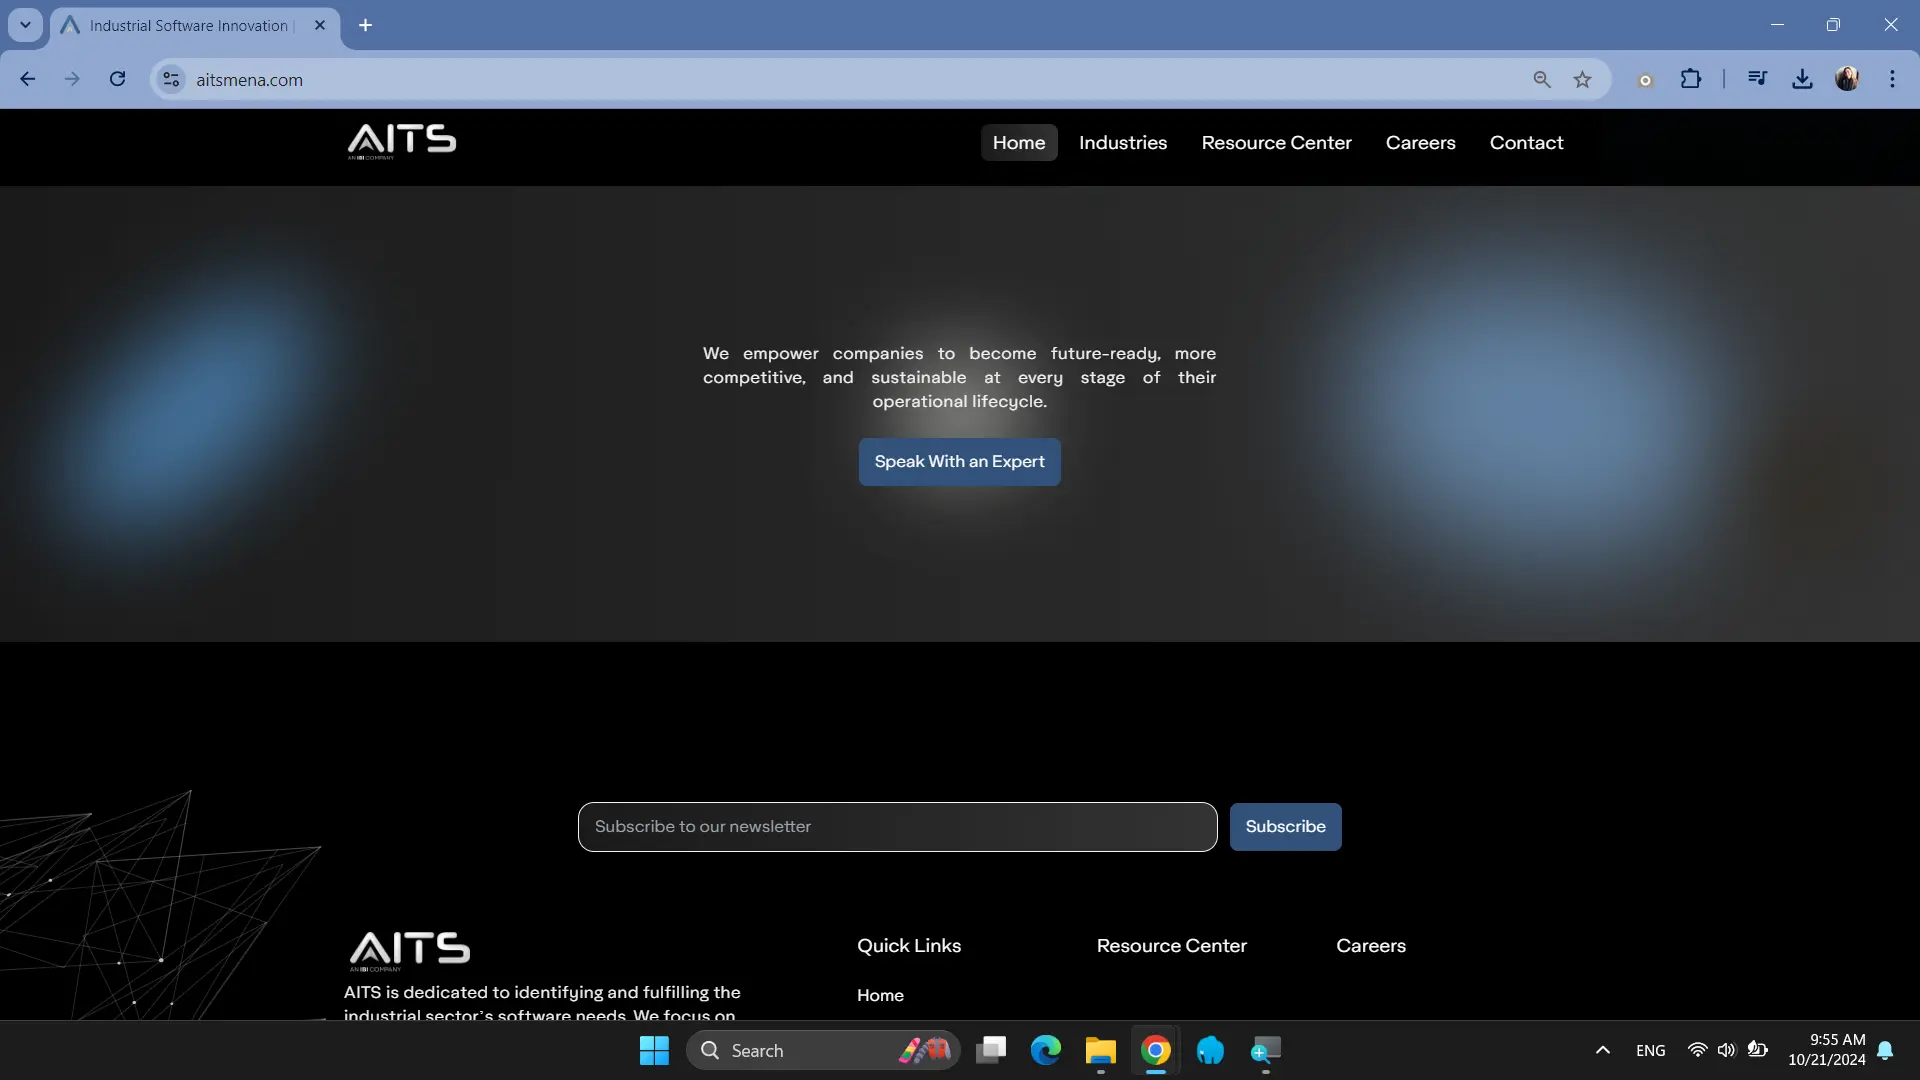 Industrial Software Innovation |
aitsmena.com
AITS
AN IBI COMPANY
Home Industries Resource Center Careers Contact
We empower companies to become future-ready, more
competitive, and sustainable at every stage of their
operational lifecycle.
Speak With an Expert
Subscribe to our newsletter
Subscribe
AITS
AN IBI COMPANY
Quick Links Resource Center Careers
AITS is dedicated to identifying and fulfilling the
industrial sector's software needs. We focus on
Home
Search
ENG
9:55 AM
10/21/2024